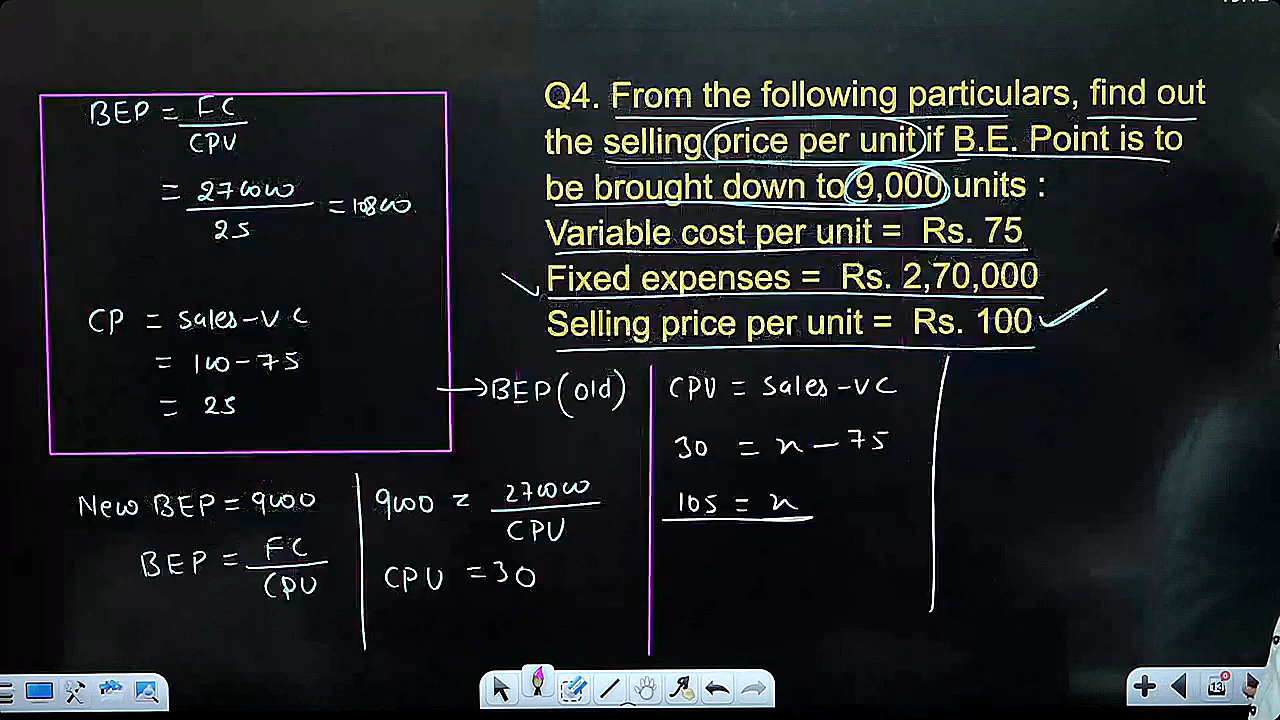 Q4. From the following particulars, find out
the selling price per unit if B.E. Point is to
be brought down to 9,000 units :
Variable cost per unit = Rs. 75
Fixed expenses = Rs. 2,70,000
Selling price per unit = Rs. 100
BEP = FC / CPU
= 270000 / 25 = 10800
CP = Sales-VC
= 100-75
= 25
→ BEP (old)
New BEP = 9000
BEP = FC / CPU
9000 = 270000 / CPU
CPU = 30
CPU = Sales-VC
30 = x - 75
105 = x
13